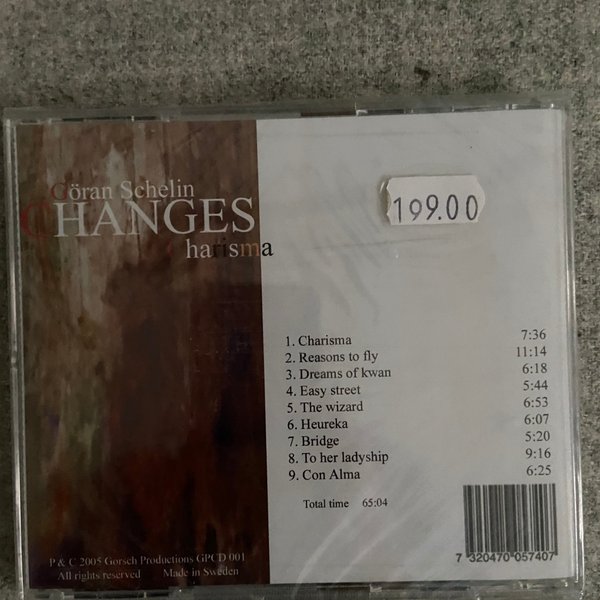 Göran Schelin
CHANGES
Charisma
199.00
1. Charisma 7:36
2. Reasons to fly 11:14
3. Dreams of kwan 6:18
4. Easy street 5:44
5. The wizard 6:53
6. Heureka 6:07
7. Bridge 5:20
8. To her ladyship 9:16
9. Con Alma 6:25
Total time 65:04
P & C 2005 Gorsch Productions GPCD 001
All rights reserved Made in Sweden
7 320470 057407